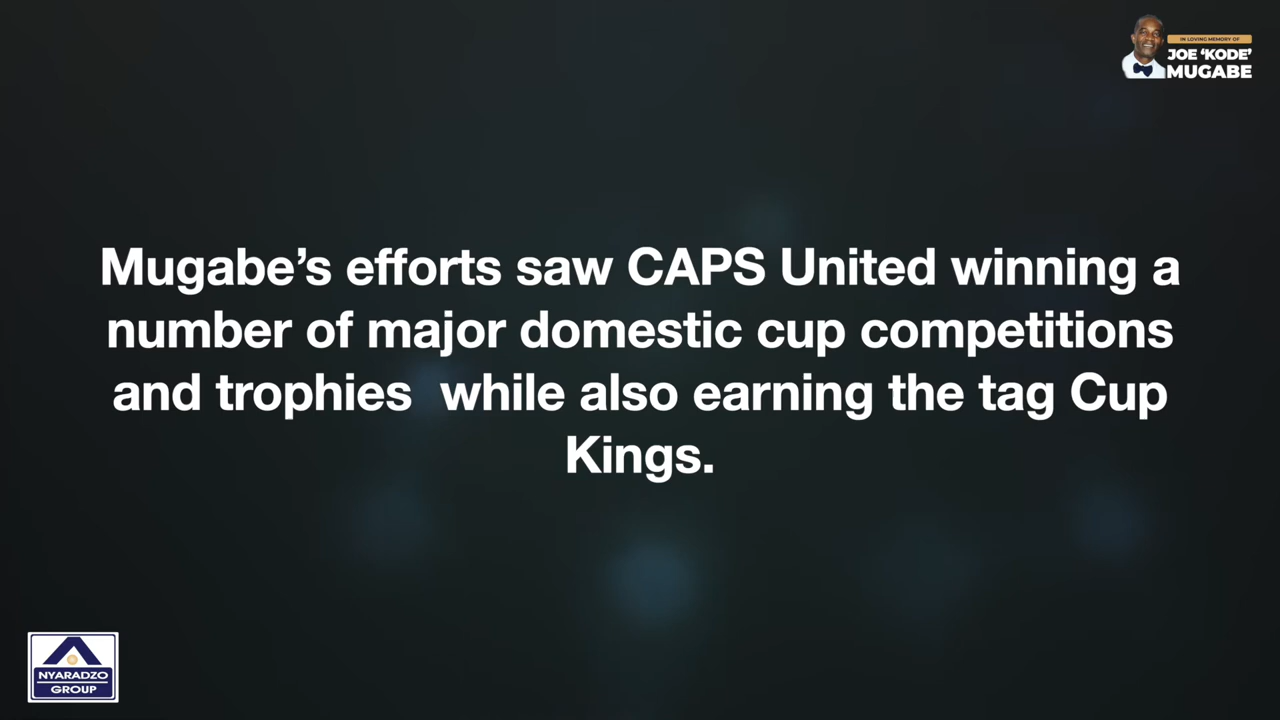 IN LOVING MEMORY OF
JOE ‘KODE’
MUGABE
Mugabe’s efforts saw CAPS United winning a
number of major domestic cup competitions
and trophies  while also earning the tag Cup
Kings.
NYARADZO
GROUP